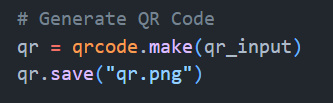 # Generate QR Code
qr = qrcode.make(qr_input)
qr.save("qr.png")